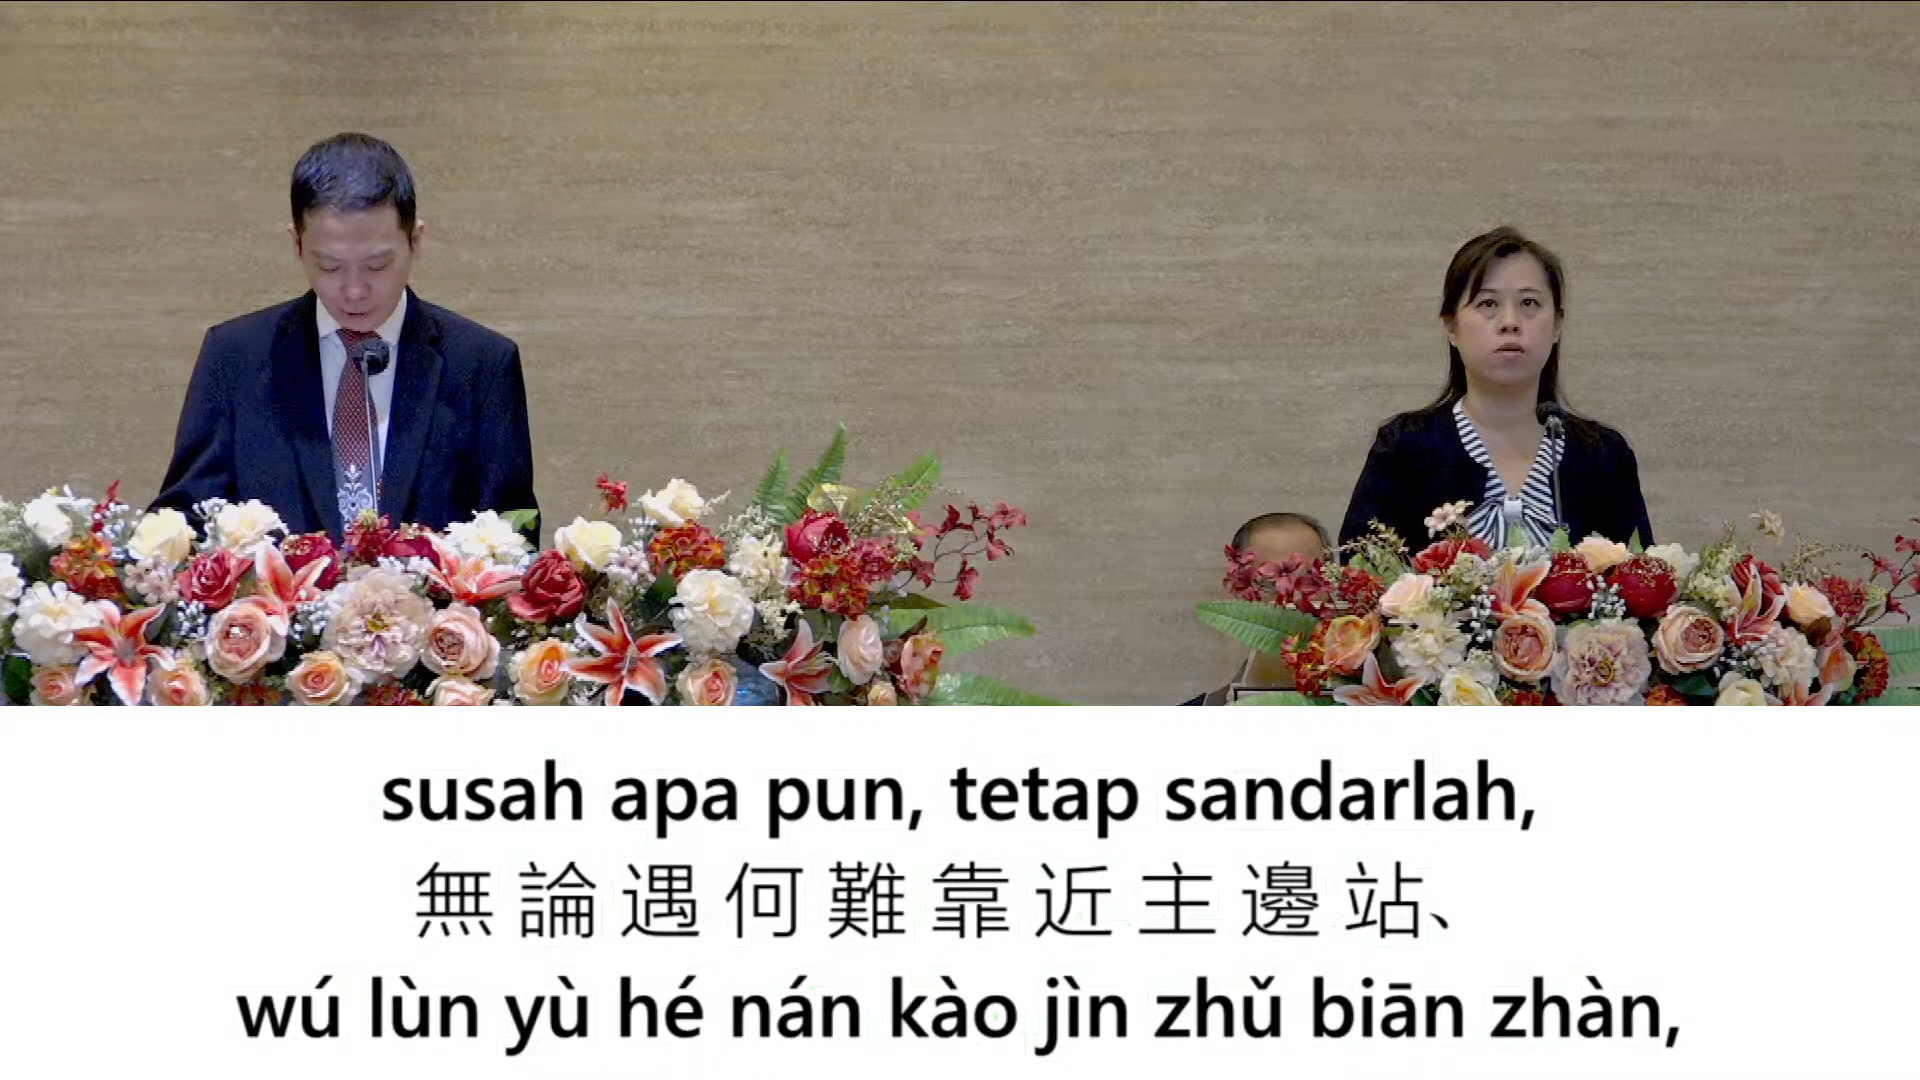 susah apa pun, tetap sandarlah,
無論遇何難靠近主邊站、
wú lùn yù hé nán kào jìn zhǔ biān zhàn,